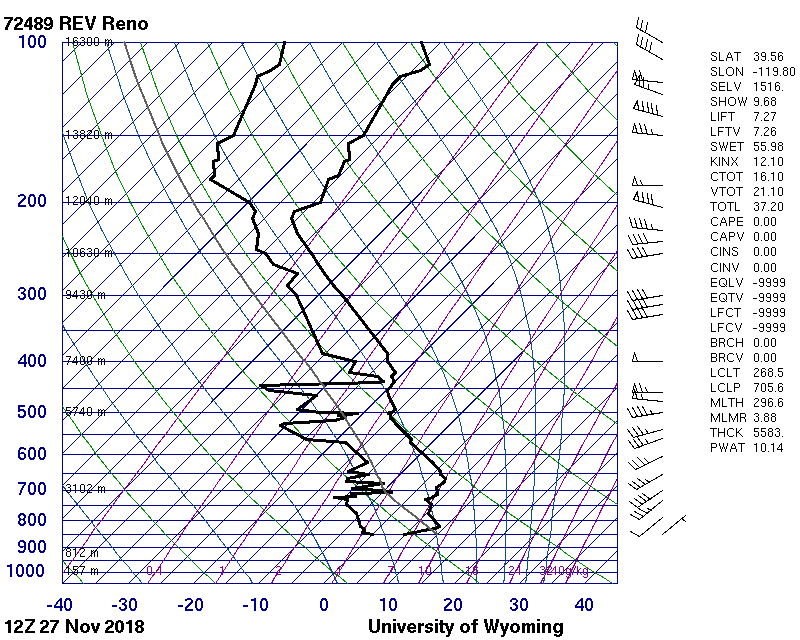 72489 REV Reno
100 16300 m
13820 m
200 12040 m
10630 m
300 9430 m
400 7400 m
500 5740 m
600
700 3102 m
800
900 812 m
1000 157 m
0.4 1 2 4 7 10 16 24 32 40g/kg
-40 -30 -20 -10 0 10 20 30 40
12Z 27 Nov 2018 University of Wyoming
SLAT 39.56
SLON -119.80
SELV 1516.
SHOW 9.68
LIFT 7.27
LFTV 7.26
SWET 55.98
KINX 12.10
CTOT 16.10
VTOT 21.10
TOTL 37.20
CAPE 0.00
CAPV 0.00
CINS 0.00
CINV 0.00
EQLV -9999
EQTV -9999
LFCT -9999
LFCV -9999
BRCH 0.00
BRCV 0.00
LCLT 268.5
LCLP 705.6
MLTH 296.6
MLMR 3.88
THCK 5583.
PWAT 10.14